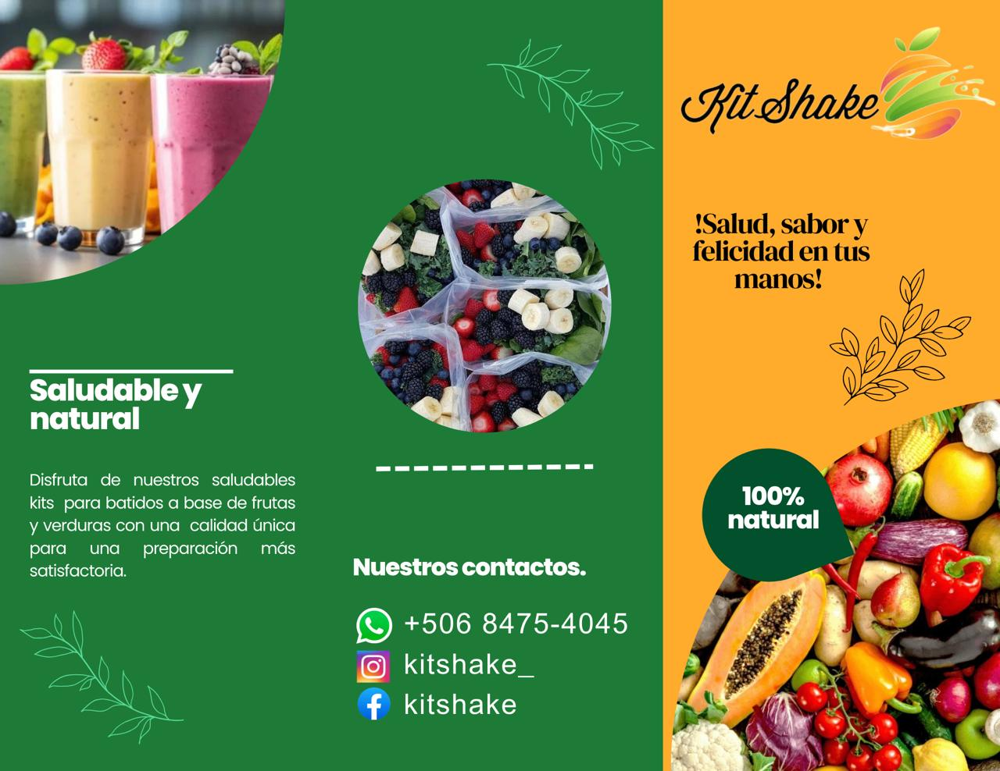 Saludable y
natural
Disfruta de nuestros saludables
kits para batidos a base de frutas
y verduras con una calidad única
para una preparación más
satisfactoria.
Nuestros contactos.
+506 8475-4045
kitshake_
kitshake
Kit Shake
!Salud, sabor y
felicidad en tus
manos!
100%
natural